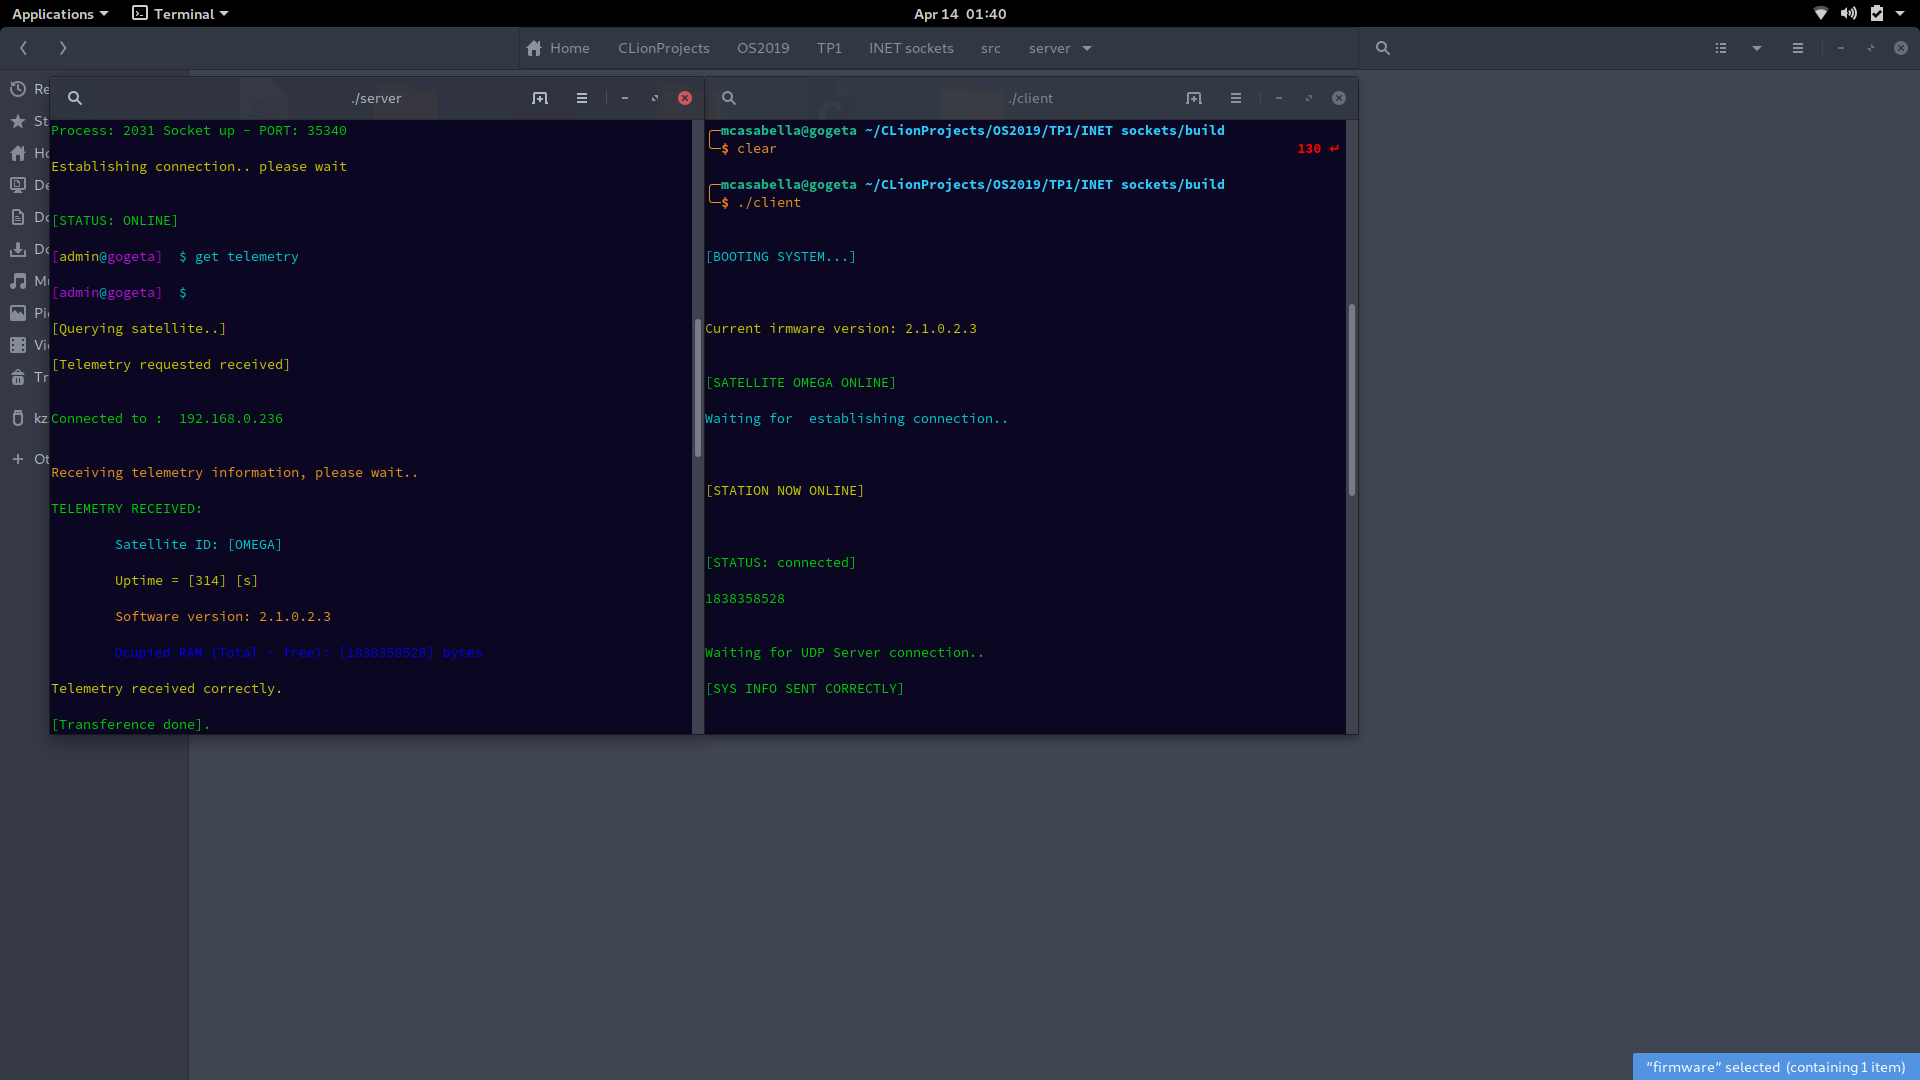 Applications
Terminal
Apr 14 01:40
Home
CLionProjects
OS2019
TP1
INET sockets
src
server
Re
St
Ho
De
Do
Do
Mu
Pi
Vi
Tr
kz
Ot
./server
Process: 2031 Socket up - PORT: 35340
Establishing connection.. please wait
[STATUS: ONLINE]
[admin@gogeta] $ get telemetry
[admin@gogeta] $
[Querying satellite..]
[Telemetry requested received]
Connected to : 192.168.0.236
Receiving telemetry information, please wait..
TELEMETRY RECEIVED:
Satellite ID: [OMEGA]
Uptime = [314] [s]
Software version: 2.1.0.2.3
Ocupied RAM (Total - free): [1838358528] bytes
Telemetry received correctly.
[Transference done].
./client
mcasabella@gogeta ~/CLionProjects/OS2019/TP1/INET sockets/build
$ clear 130 ↵
mcasabella@gogeta ~/CLionProjects/OS2019/TP1/INET sockets/build
$ ./client
[BOOTING SYSTEM...]
Current irmware version: 2.1.0.2.3
[SATELLITE OMEGA ONLINE]
Waiting for establishing connection..
[STATION NOW ONLINE]
[STATUS: connected]
1838358528
Waiting for UDP Server connection..
[SYS INFO SENT CORRECTLY]
"firmware" selected (containing 1 item)